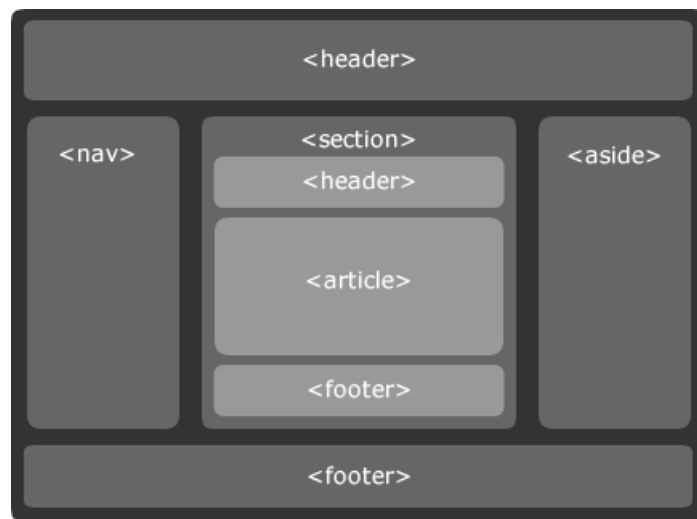 <header>
<nav>
<section>
<header>
<article>
<footer>
<aside>
<footer>